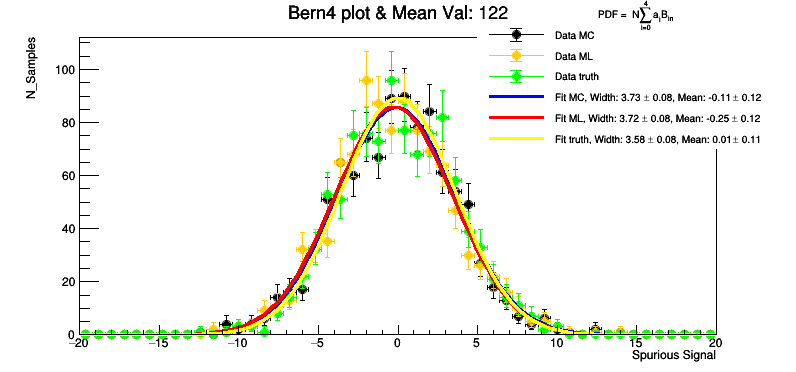 Bern4 plot & Mean Val: 122
PDF = N∑ aᵢBᵢₙ
4
i=0
Data MC
Data ML
Data truth
Fit MC, Width: 3.73 ± 0.08, Mean: -0.11 ± 0.12
Fit ML, Width: 3.72 ± 0.08, Mean: -0.25 ± 0.12
Fit truth, Width: 3.58 ± 0.08, Mean: 0.01 ± 0.11
N_Samples
100
80
60
40
20
0
−20 −15 −10 −5 0 5 10 15 20
Spurious Signal